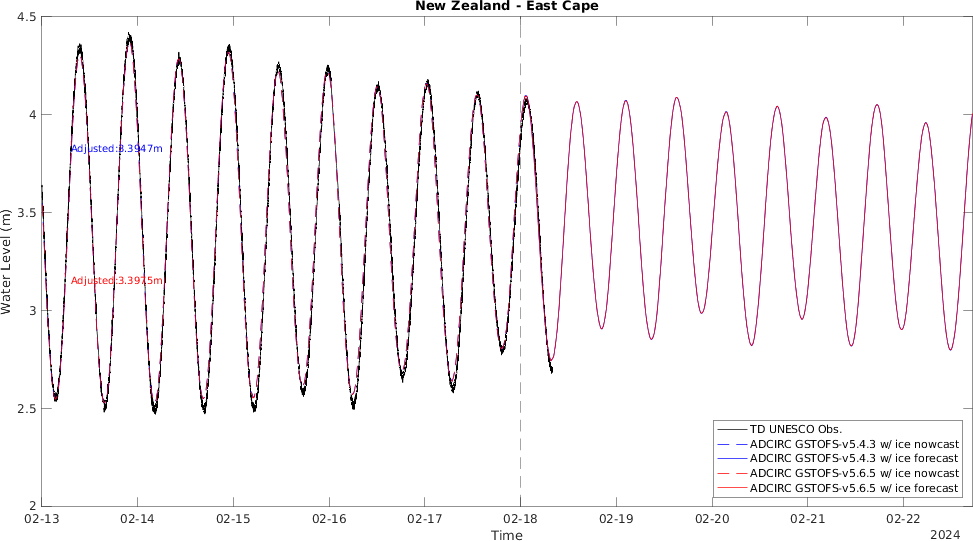 New Zealand - East Cape
Water Level (m)
4.5
4
3.5
3
2.5
2
Adjusted:3.3947m
Adjusted:3.3975m
TD UNESCO Obs.
ADCIRC GSTOFS-v5.4.3 w/ ice nowcast
ADCIRC GSTOFS-v5.4.3 w/ ice forecast
ADCIRC GSTOFS-v5.6.5 w/ ice nowcast
ADCIRC GSTOFS-v5.6.5 w/ ice forecast
02-13 02-14 02-15 02-16 02-17 02-18 02-19 02-20 02-21 02-22
Time
2024